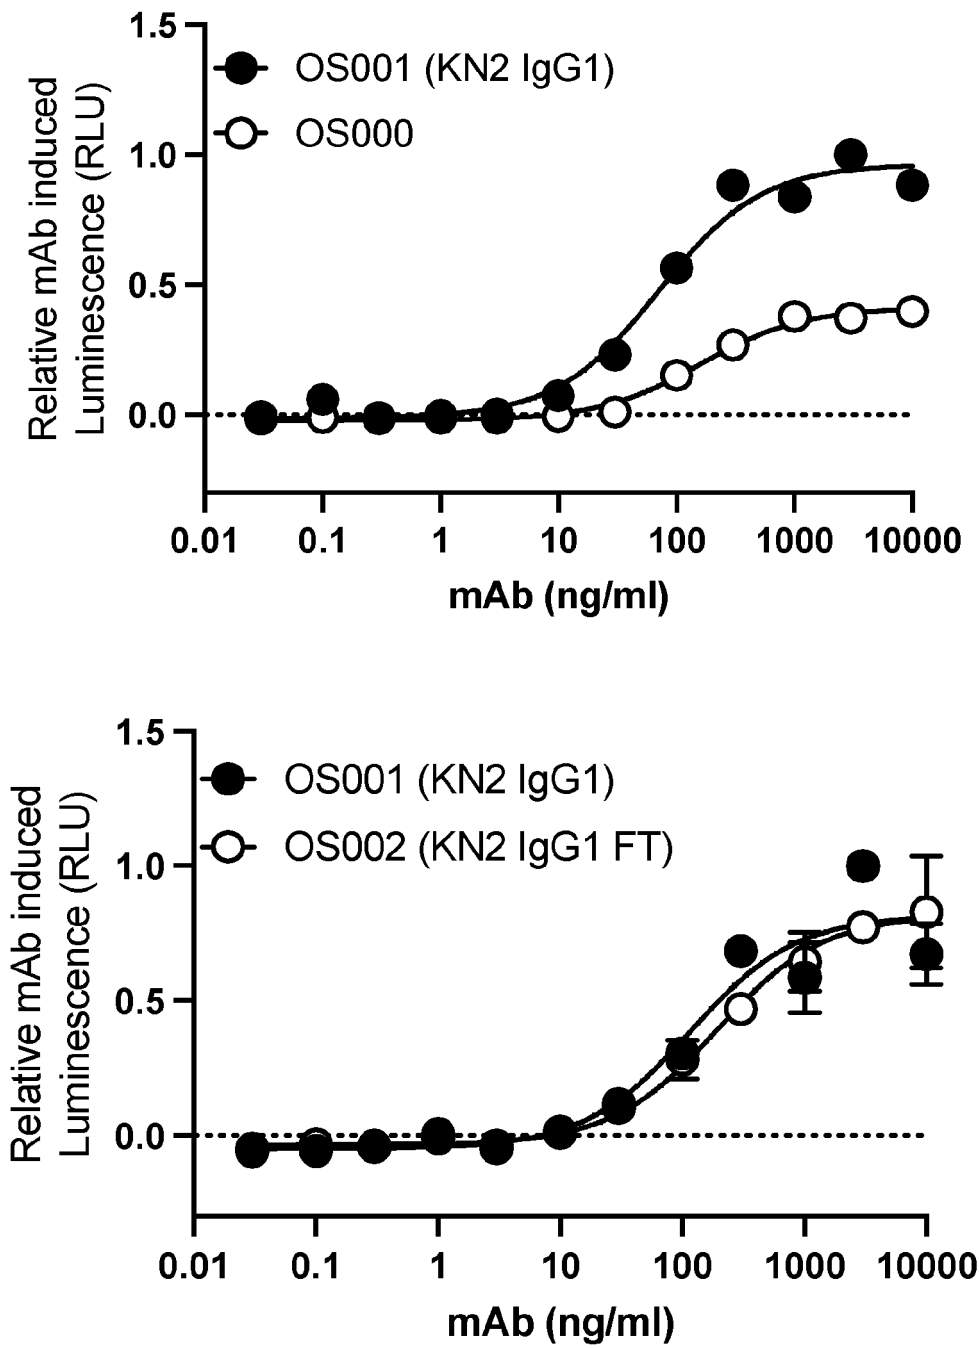 1.5
OS001 (KN2 IgG1)
OS000
1.0
0.5
0.0
Relative mAb induced
Luminescence (RLU)
0.01 0.1 1 10 100 1000 10000
mAb (ng/ml)
1.5
OS001 (KN2 IgG1)
OS002 (KN2 IgG1 FT)
1.0
0.5
0.0
Relative mAb induced
Luminescence (RLU)
0.01 0.1 1 10 100 1000 10000
mAb (ng/ml)